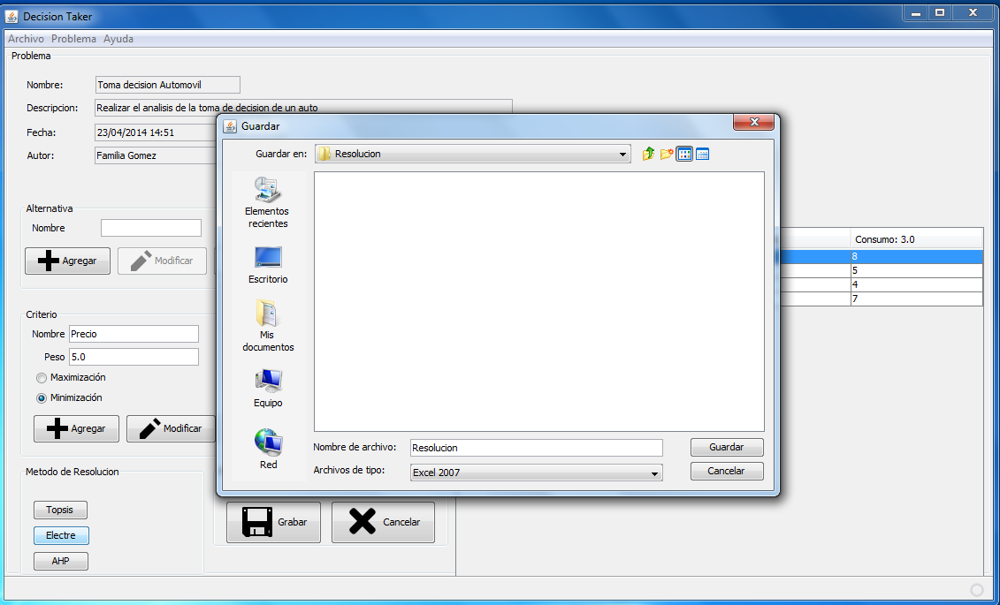 Decision Taker
Archivo Problema Ayuda
Problema
Nombre: Toma decision Automovil
Descripcion: Realizar el analisis de la toma de decision de un auto
Fecha: 23/04/2014 14:51
Autor: Familia Gomez
Alternativa
Nombre
Agregar Modificar
Criterio
Nombre Precio
Peso 5.0
Maximización
Minimización
Agregar Modificar
Metodo de Resolucion
Topsis
Electre
AHP
Grabar Cancelar
Guardar
Guardar en: Resolucion
Elementos
recientes
Escritorio
Mis
documentos
Equipo
Red
Nombre de archivo: Resolucion Guardar
Archivos de tipo: Excel 2007 Cancelar
Consumo: 3.0
8
5
4
7